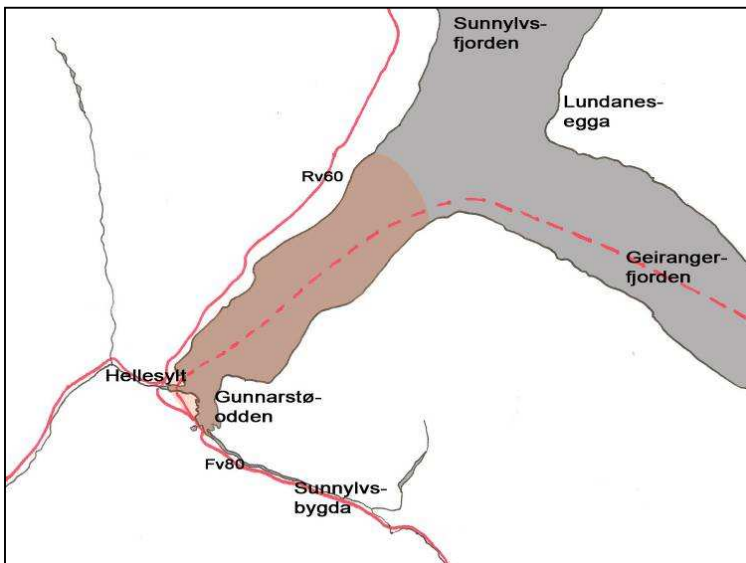 Sunnylvs-
fjorden
Lundanes-
egga
Rv60
Geiranger-
fjorden
Hellesylt
Gunnarstø-
odden
Fv80
Sunnylvs-
bygda